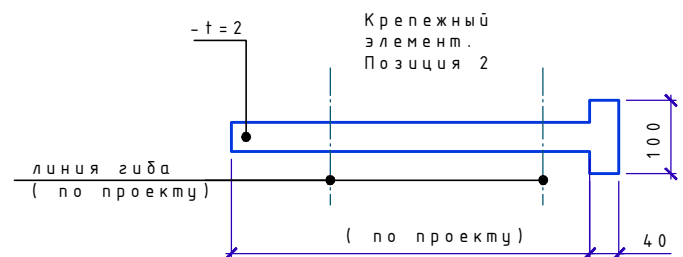 -t=2
Крепежный
элемент.
Позиция 2
100
линия гиба
( по проекту)
( по проекту)
40